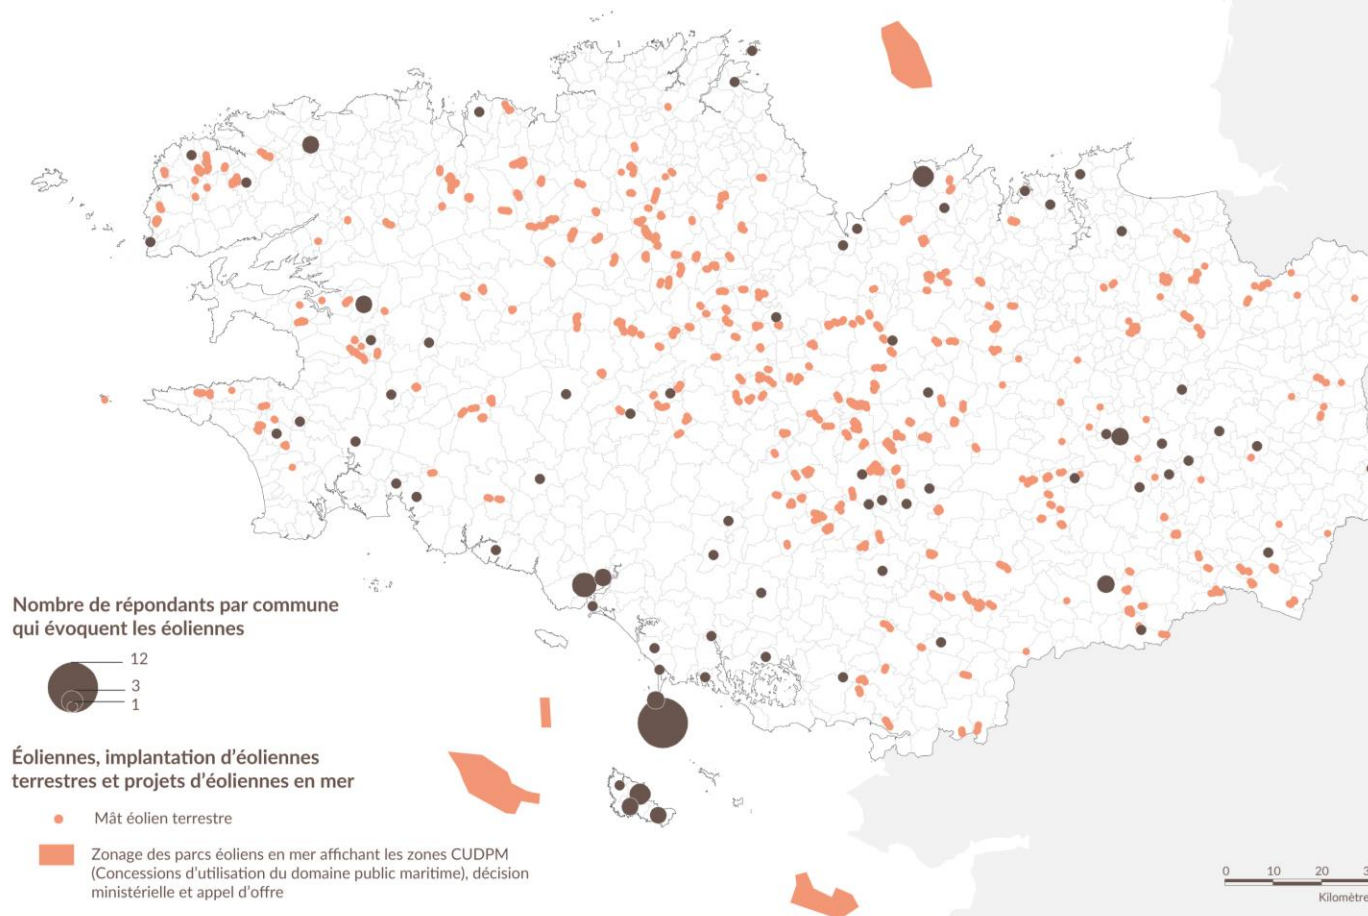 Nombre de répondants par commune
qui évoquent les éoliennes
12
3
1
Éoliennes, implantation d'éoliennes
terrestres et projets d'éoliennes en mer
Mât éolien terrestre
Zonage des parcs éoliens en mer affichant les zones CUDPM
(Concessions d'utilisation du domaine public maritime), décision
ministérielle et appel d'offre
0 10 20 3
Kilomètre